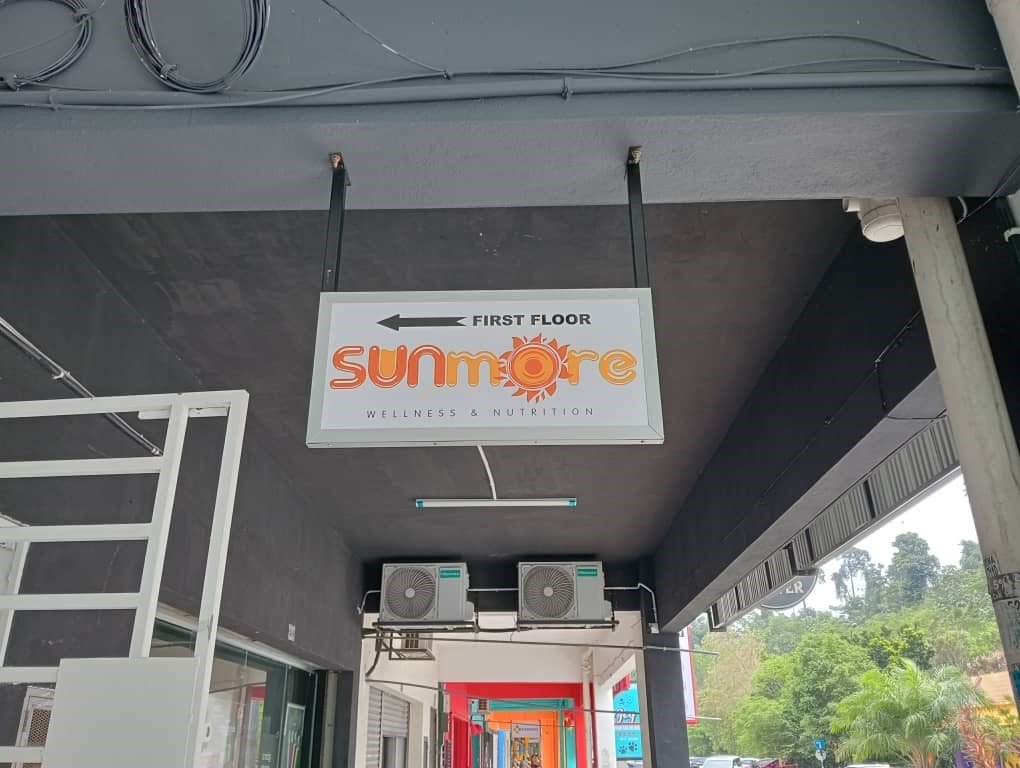 FIRST FLOOR
sunmore
WELLNESS & NUTRITION